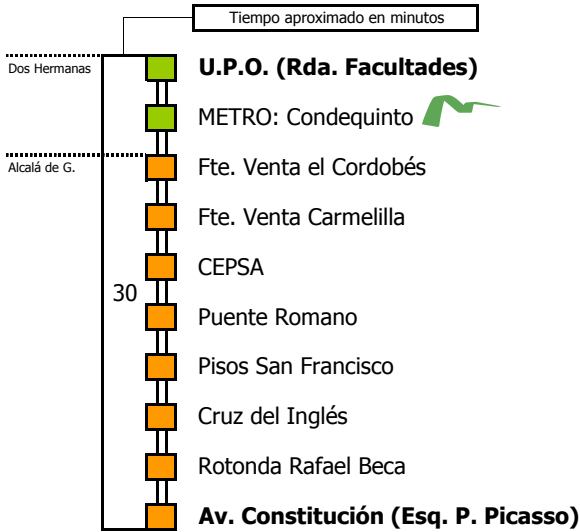 Tiempo aproximado en minutos
Dos Hermanas
U.P.O. (Rda. Facultades)
METRO: Condequinto
Alcalá de G.
Fte. Venta el Cordobés
Fte. Venta Carmelilla
CEPSA
30
Puente Romano
Pisos San Francisco
Cruz del Inglés
Rotonda Rafael Beca
Av. Constitución (Esq. P. Picasso)